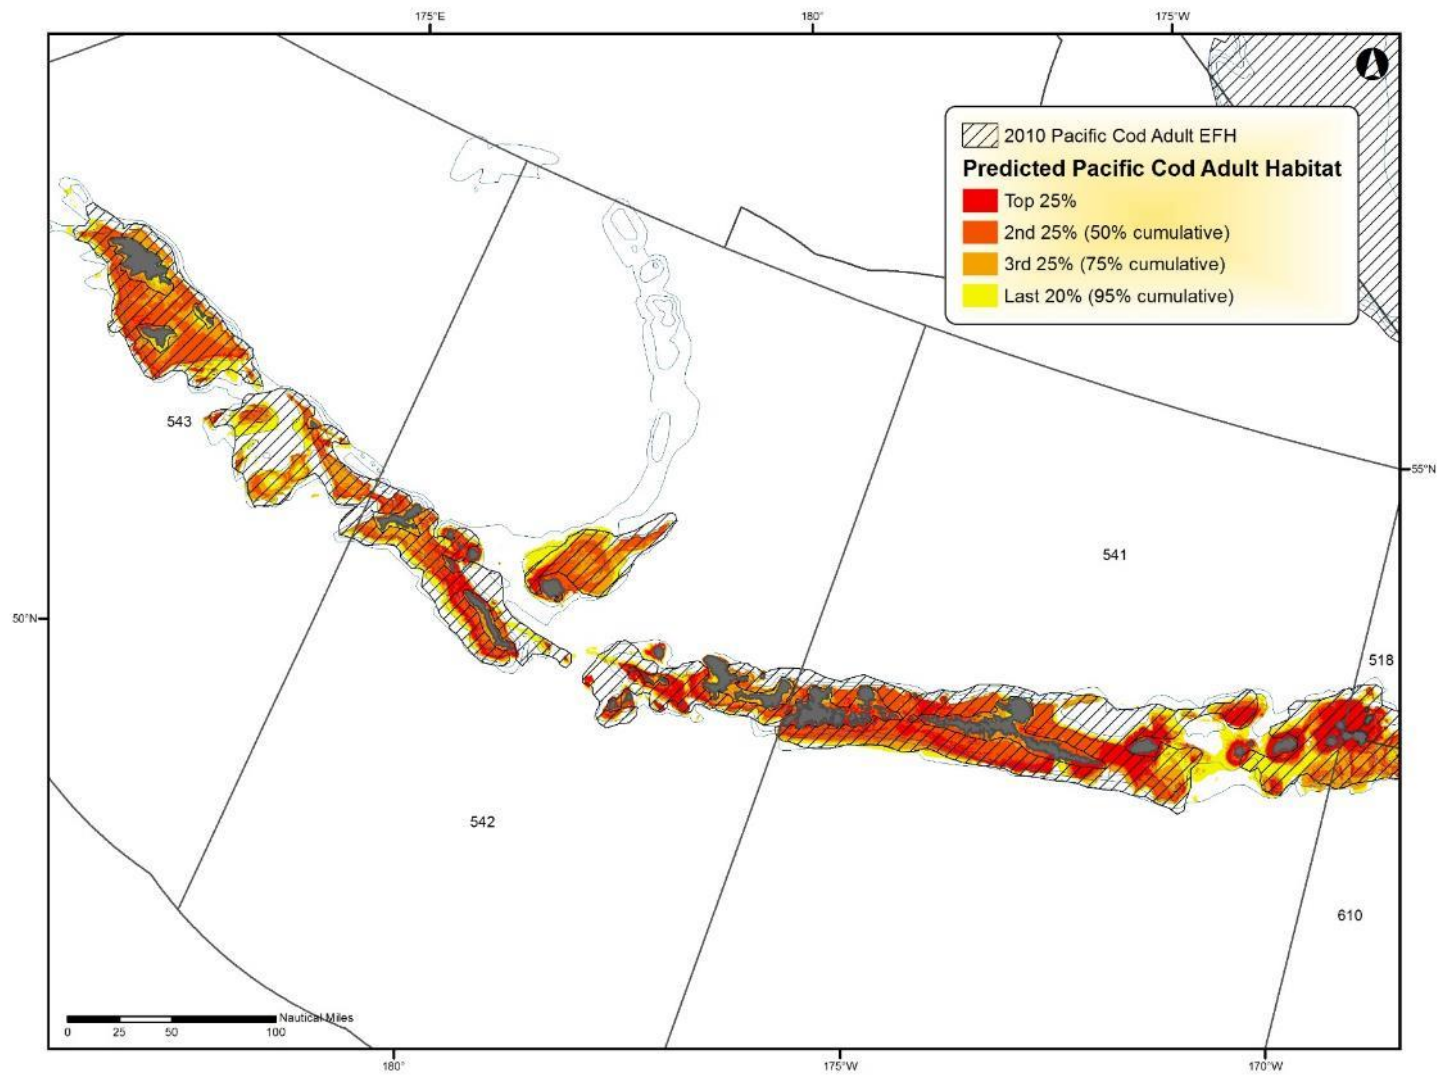 175°E
180°
175°W
2010 Pacific Cod Adult EFH
Predicted Pacific Cod Adult Habitat
Top 25%
2nd 25% (50% cumulative)
3rd 25% (75% cumulative)
Last 20% (95% cumulative)
543
55°N
541
50°N
518
542
610
Nautical Miles
0 25 50 100
180°
175°W
170°W